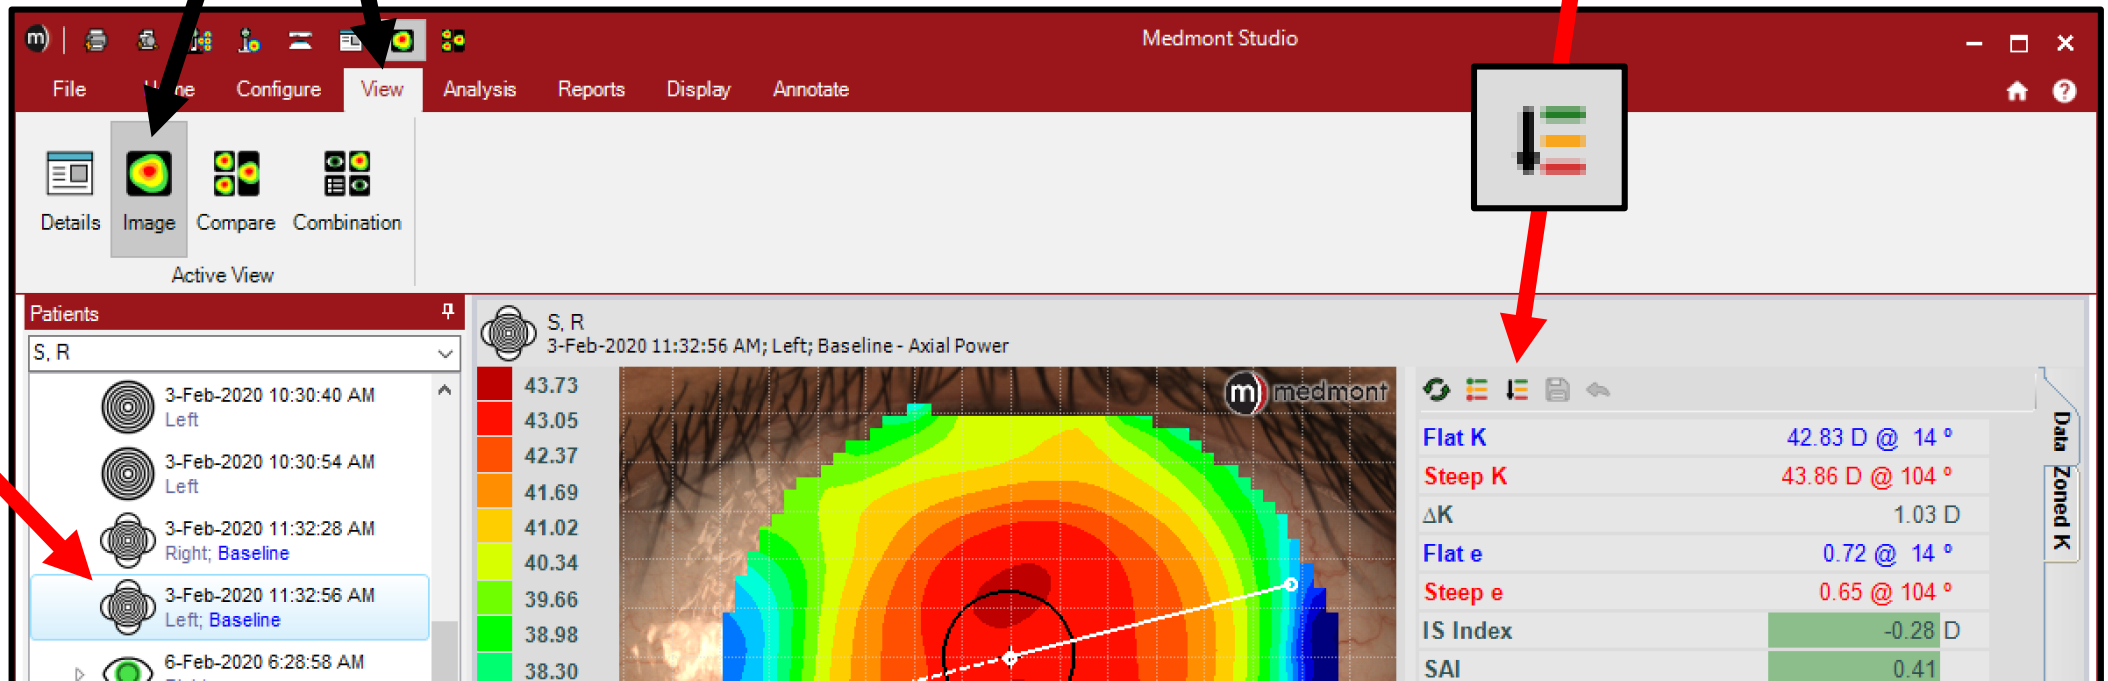 m)
Medmont Studio
File Home Configure View Analysis Reports Display Annotate
Details Image Compare Combination
Active View
Patients
S, R
3-Feb-2020 10:30:40 AM
Left
3-Feb-2020 10:30:54 AM
Left
3-Feb-2020 11:32:28 AM
Right; Baseline
3-Feb-2020 11:32:56 AM
Left; Baseline
6-Feb-2020 6:28:58 AM
S, R
3-Feb-2020 11:32:56 AM; Left; Baseline - Axial Power
43.73
43.05
42.37
41.69
41.02
40.34
39.66
38.98
38.30
m) medmont
Flat K 42.83 D @ 14 °
Steep K 43.86 D @ 104 °
ΔK 1.03 D
Flat e 0.72 @ 14 °
Steep e 0.65 @ 104 °
IS Index -0.28 D
SAI 0.41
Data
Zoned K